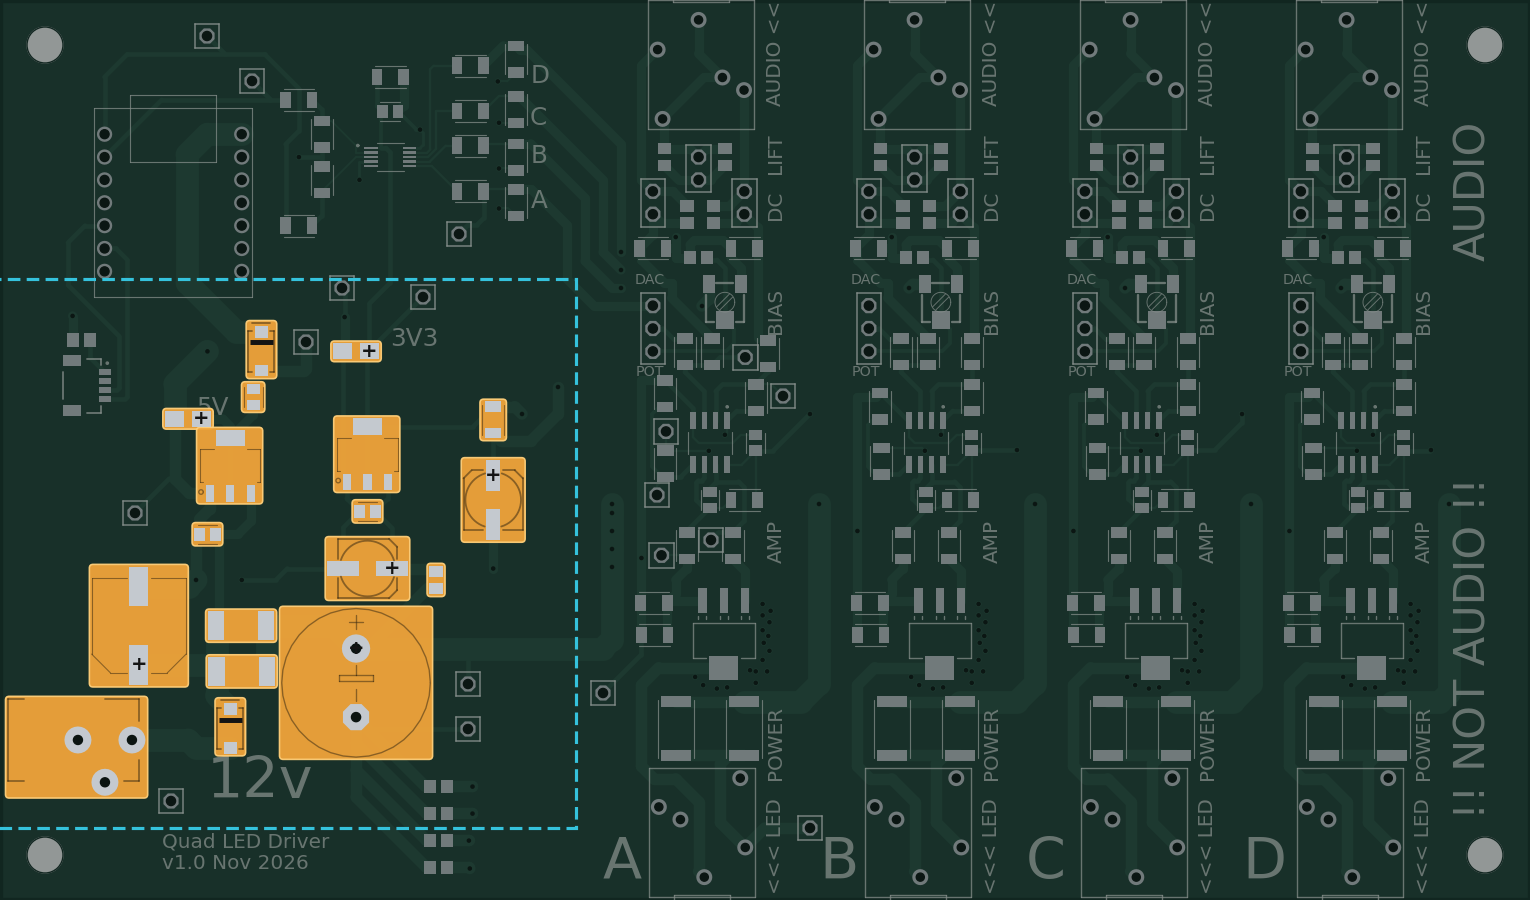 D
C
B
A
3V3
5V
12v
Quad LED Driver
v1.0 Nov 2026
AUDIO <<
LIFT
DC
DAC
BIAS
POT
AMP
POWER
<<< LED
A
AUDIO <<
LIFT
DC
DAC
BIAS
POT
AMP
POWER
<<< LED
B
AUDIO <<
LIFT
DC
DAC
BIAS
POT
AMP
POWER
<<< LED
C
AUDIO <<
LIFT
DC
DAC
BIAS
POT
AMP
POWER
<<< LED
D
AUDIO
!! NOT AUDIO !!